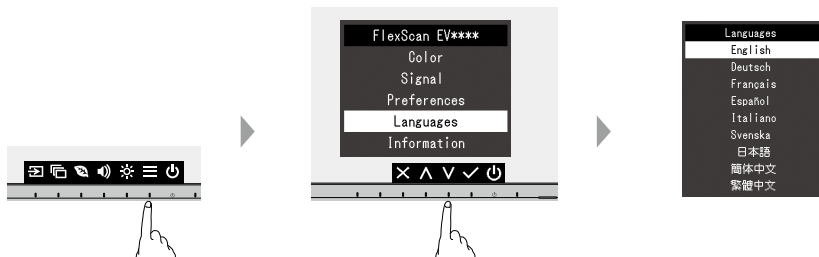 FlexScan EV****
Color
Signal
Preferences
Languages
Information
Languages
English
Deutsch
Français
Español
Italiano
Svenska
日本語
簡体中文
繁體中文